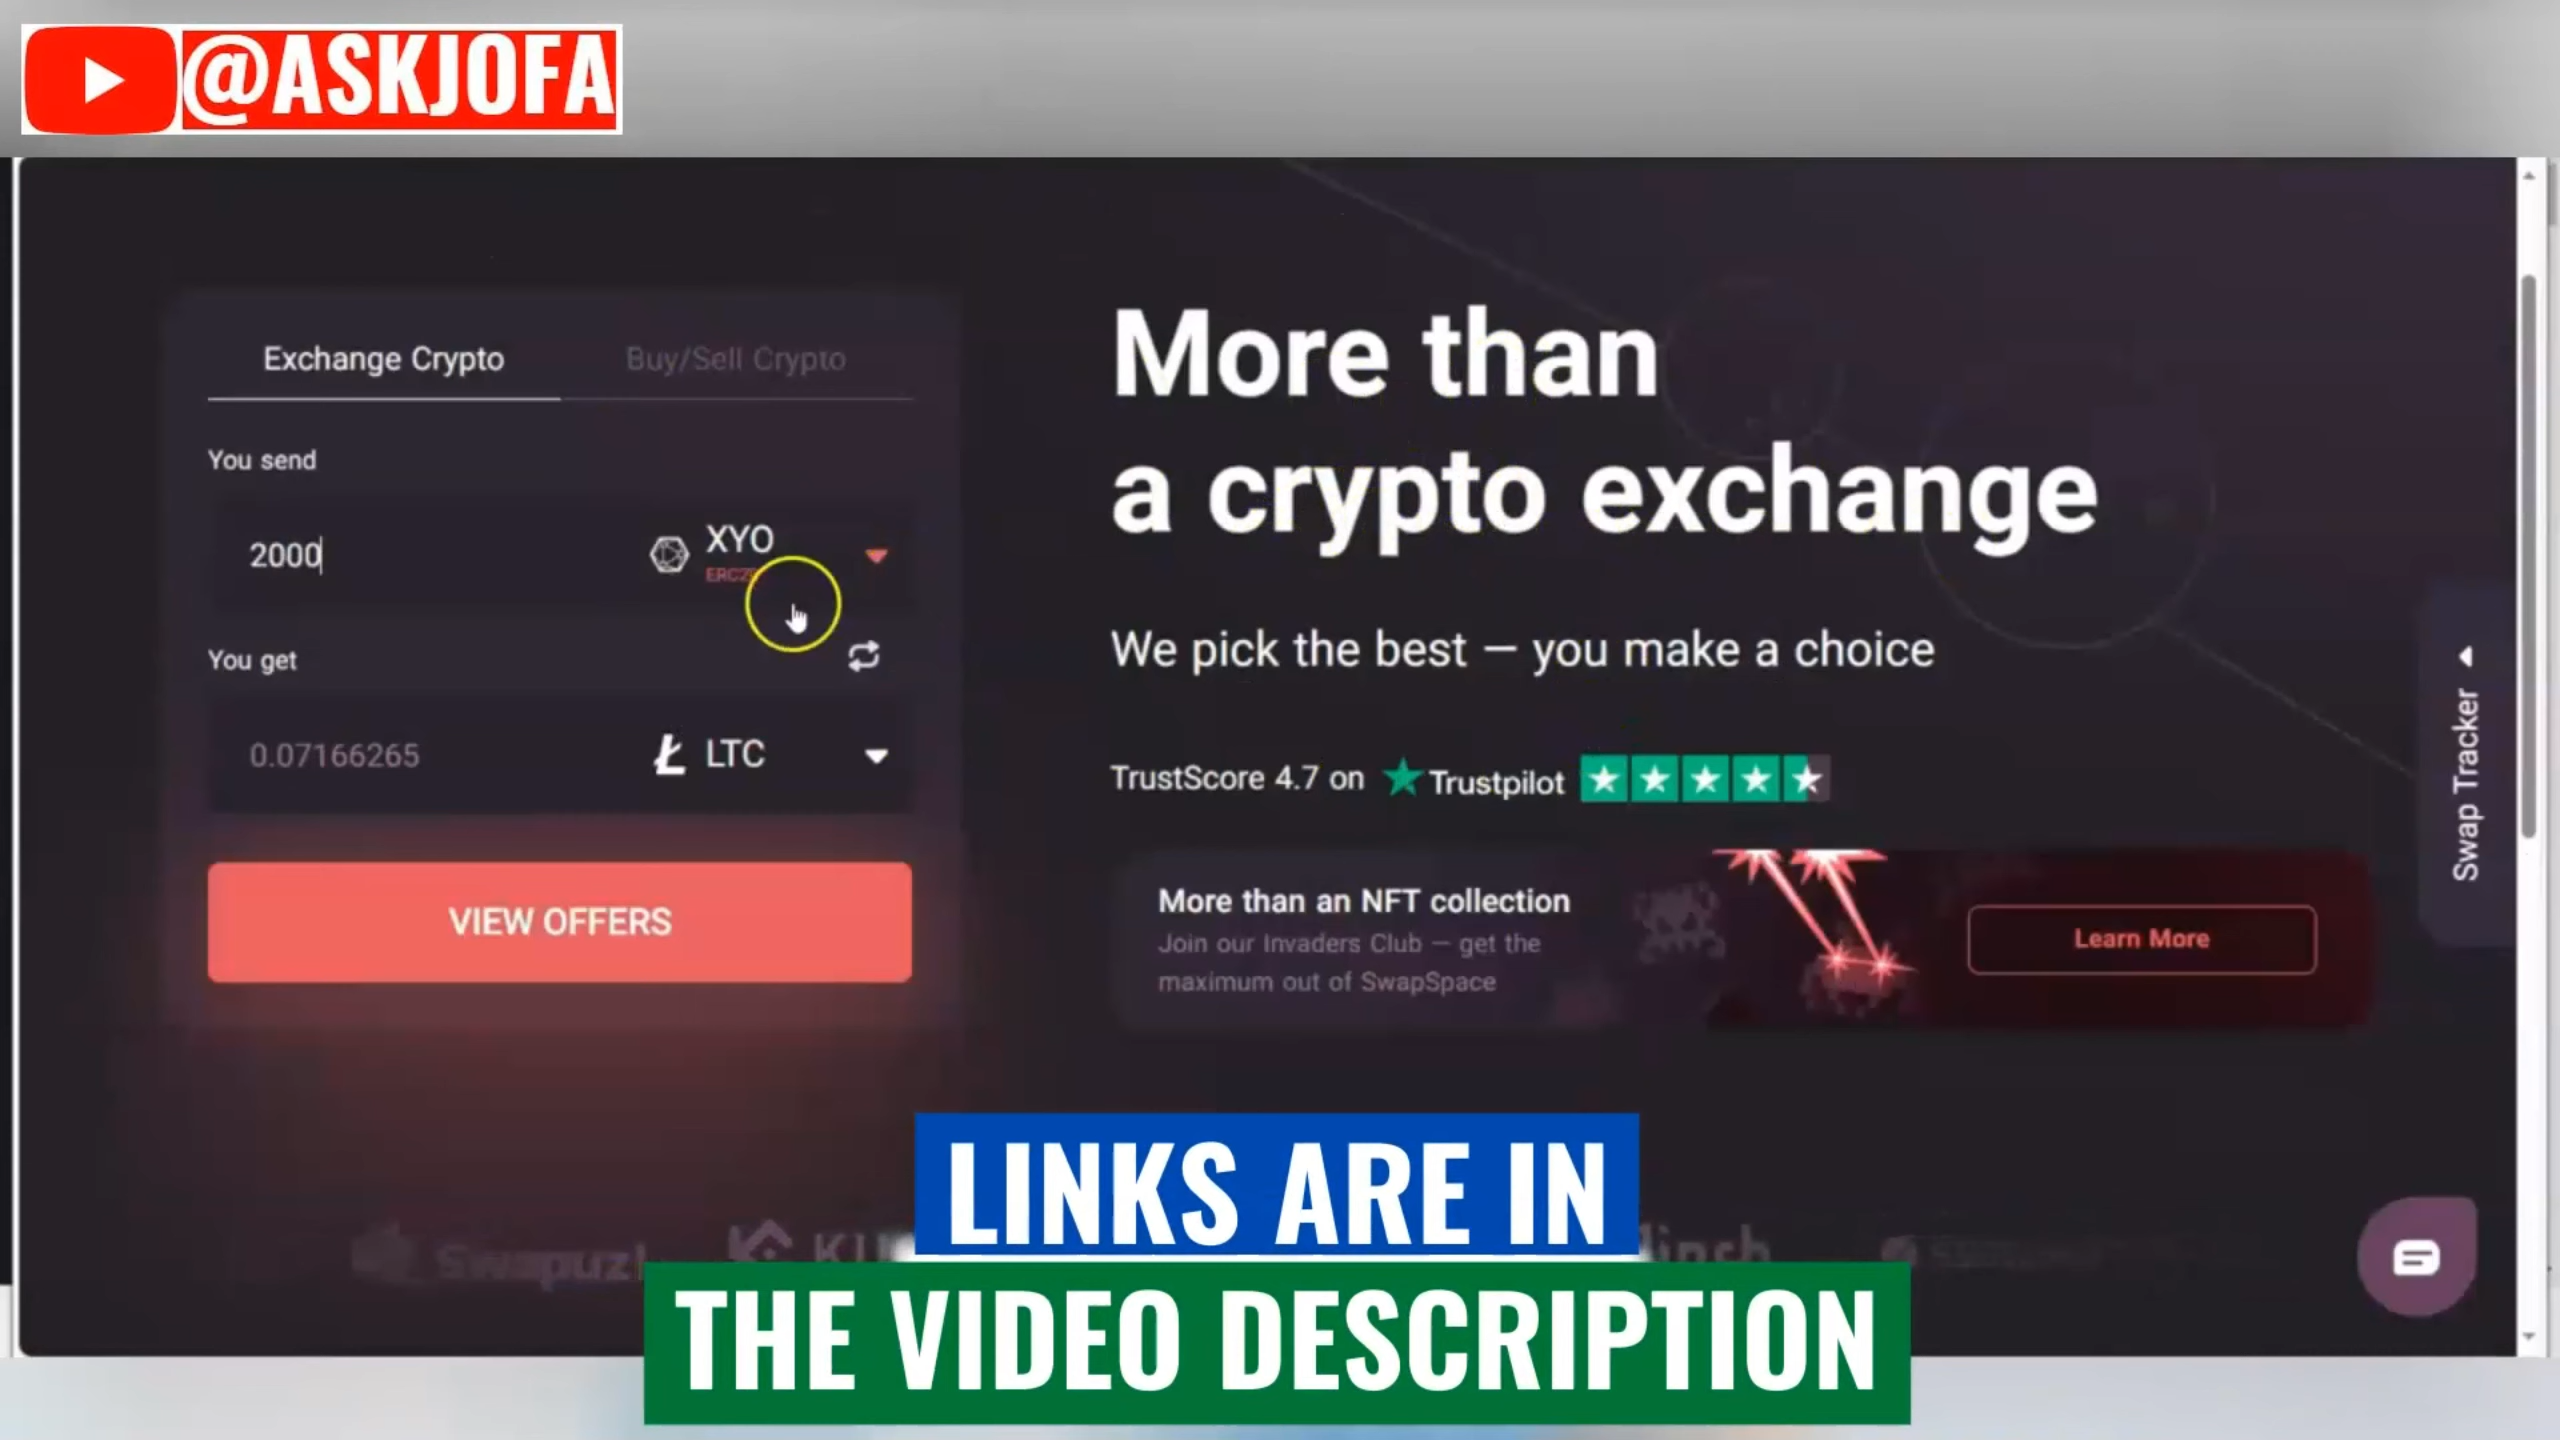 @ASKJOFA
Exchange Crypto
Buy/Sell Crypto
You send
2000
XYO
You get
0.07166265
LTC
VIEW OFFERS
More than
a crypto exchange
We pick the best — you make a choice
TrustScore 4.7 on
Trustpilot
More than an NFT collection
Join our Invaders Club — get the
maximum out of SwapSpace
Learn More
Swap Tracker
LINKS ARE IN
THE VIDEO DESCRIPTION